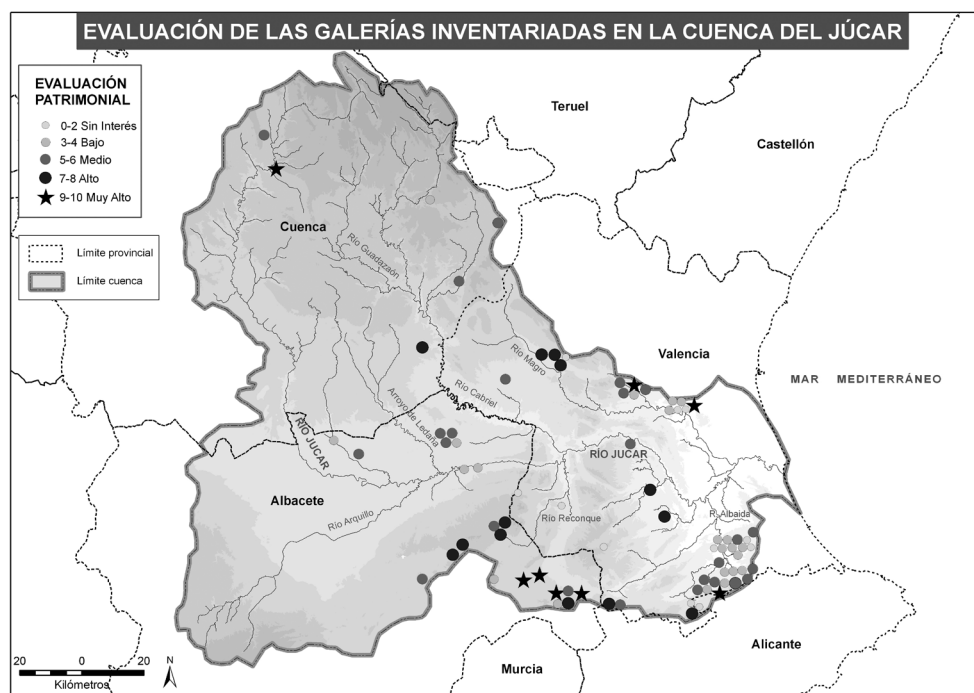 EVALUACIÓN DE LAS GALERÍAS INVENTARIADAS EN LA CUENCA DEL JÚCAR
EVALUACIÓN
PATRIMONIAL
0-2 Sin Interés
3-4 Bajo
5-6 Medio
7-8 Alto
9-10 Muy Alto
Límite provincial
Límite cuenca
Teruel
Castellón
Cuenca
Río Guadazaón
Valencia
Río Magro
MAR MEDITERRÁNEO
Río Cabriel
Arroyo de Ledaña
RÍO JUCAR
RÍO JUCAR
Albacete
R. Albaida
Río Arquillo
Río Reconque
Alicante
Murcia
20 0 20
Kilómetros
N